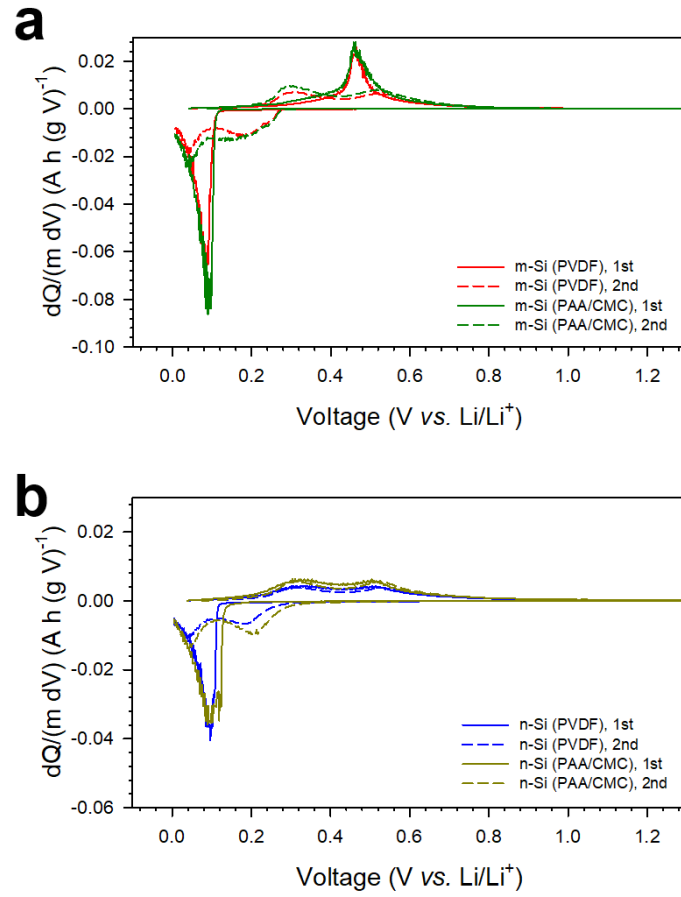 a
dQ/(m dV) (A h (g V)⁻¹)
0.02
0.00
-0.02
-0.04
-0.06
-0.08
-0.10
m-Si (PVDF), 1st
m-Si (PVDF), 2nd
m-Si (PAA/CMC), 1st
m-Si (PAA/CMC), 2nd
0.0 0.2 0.4 0.6 0.8 1.0 1.2
Voltage (V vs. Li/Li⁺)
b
dQ/(m dV) (A h (g V)⁻¹)
0.02
0.00
-0.02
-0.04
-0.06
n-Si (PVDF), 1st
n-Si (PVDF), 2nd
n-Si (PAA/CMC), 1st
n-Si (PAA/CMC), 2nd
0.0 0.2 0.4 0.6 0.8 1.0 1.2
Voltage (V vs. Li/Li⁺)